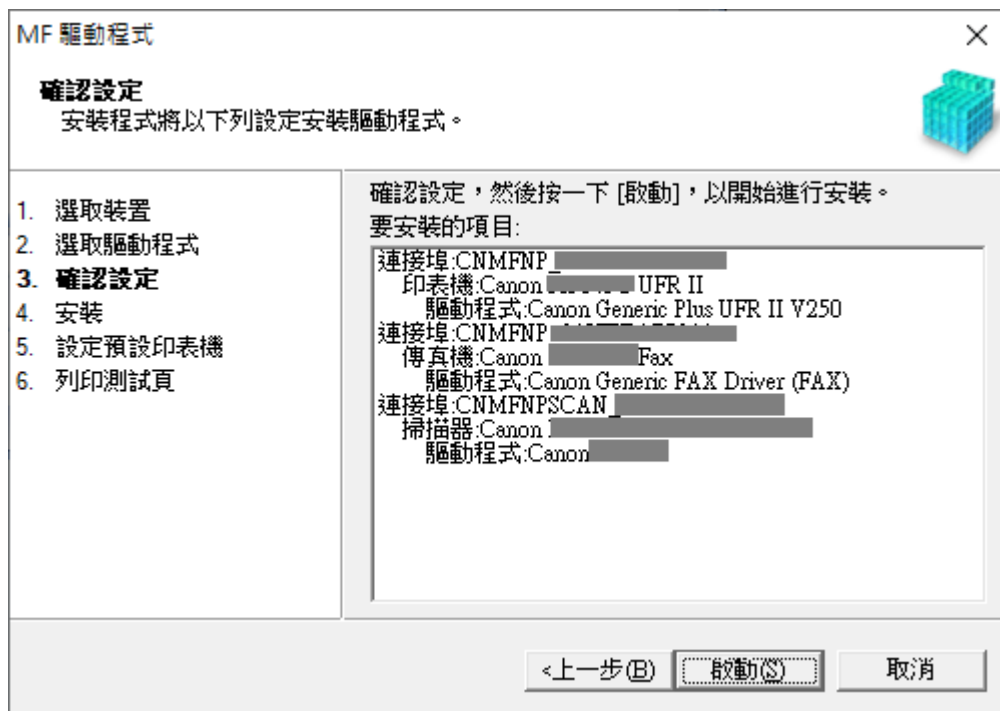 MF 驅動程式
確認設定
安裝程式將以下列設定安裝驅動程式。
1. 選取裝置
2. 選取驅動程式
3. 確認設定
4. 安裝
5. 設定預設印表機
6. 列印測試頁
確認設定，然後按一下 [啟動]，以開始進行安裝。
要安裝的項目:
連接埠:CNMFNP_
印表機:Canon UFR II
驅動程式:Canon Generic Plus UFR II V250
連接埠:CNMFNP
傳真機:Canon Fax
驅動程式:Canon Generic FAX Driver (FAX)
連接埠:CNMFNPSCAN_
掃描器:Canon
驅動程式:Canon
<上一步(B)
啟動(S)
取消